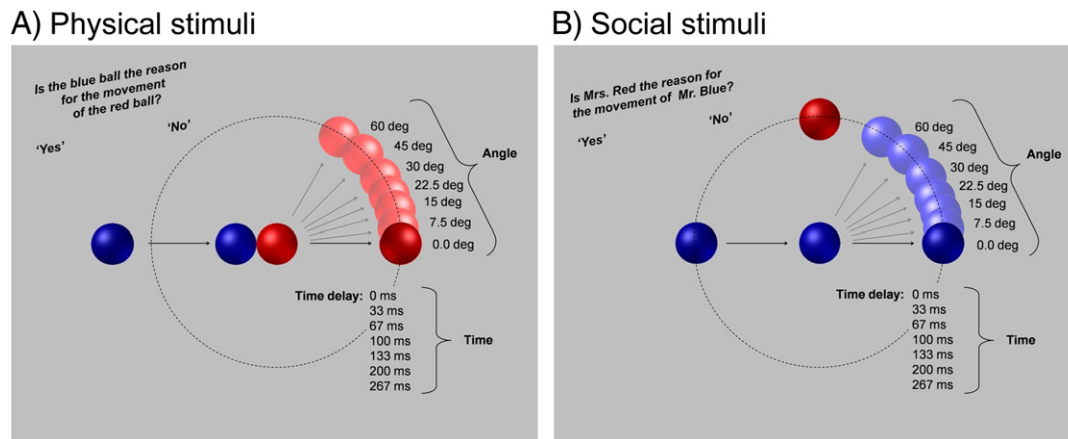 A) Physical stimuli
Is the blue ball the reason
for the movement
of the red ball?
'Yes'
'No'
60 deg
45 deg
30 deg
22.5 deg
15 deg
7.5 deg
0.0 deg
Angle
Time delay: 0 ms
33 ms
67 ms
100 ms
133 ms
200 ms
267 ms
Time
B) Social stimuli
Is Mrs. Red the reason for
the movement of Mr. Blue?
'Yes'
'No'
60 deg
45 deg
30 deg
22.5 deg
15 deg
7.5 deg
0.0 deg
Angle
Time delay: 0 ms
33 ms
67 ms
100 ms
133 ms
200 ms
267 ms
Time